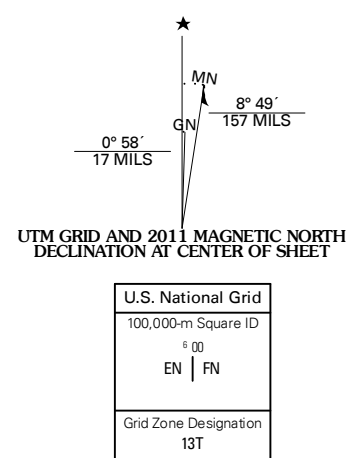 MN
8° 49´
157 MILS
GN
0° 58´
17 MILS
UTM GRID AND 2011 MAGNETIC NORTH
DECLINATION AT CENTER OF SHEET
U.S. National Grid
100,000-m Square ID
6 00
EN | FN
Grid Zone Designation
13T